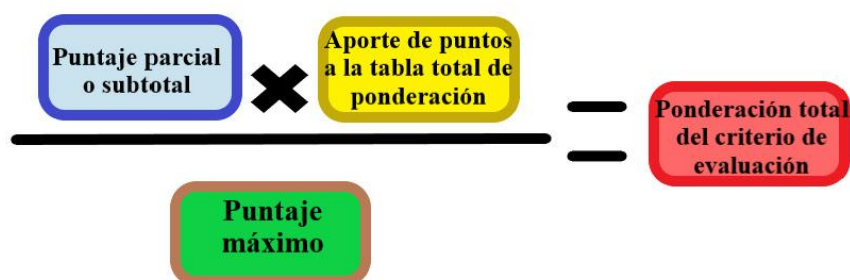 Puntaje parcial
o subtotal
Aporte de puntos
a la tabla total de
ponderación
Ponderación total
del criterio de
evaluación
Puntaje
máximo